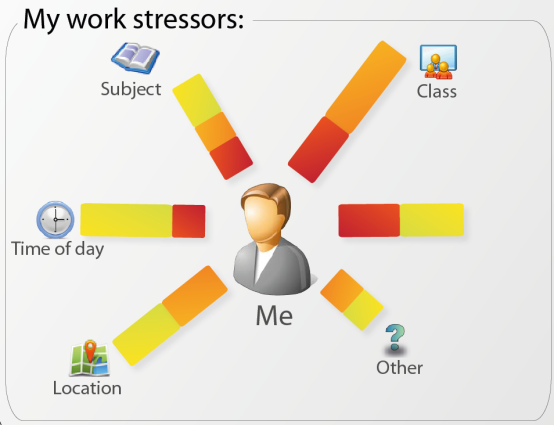 My work stressors:
Subject
Class
Time of day
Me
Location
?
Other